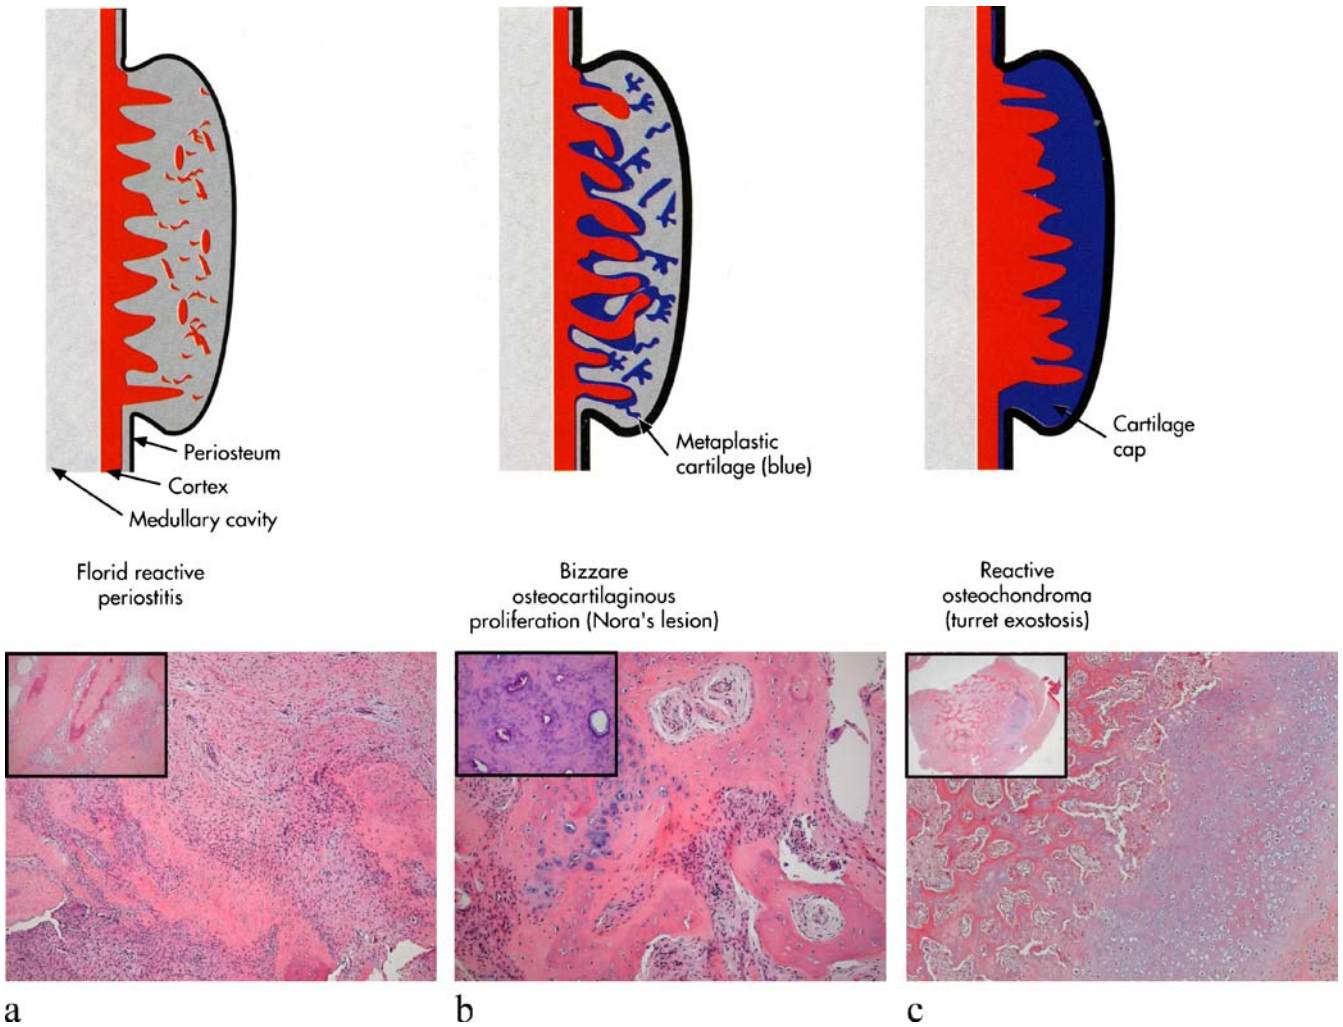 Periosteum
Cortex
Medullary cavity
Metaplastic
cartilage (blue)
Cartilage
cap
Florid reactive
periostitis
Bizzare
osteocartilaginous
proliferation (Nora's lesion)
Reactive
osteochondroma
(turret exostosis)
a
b
c